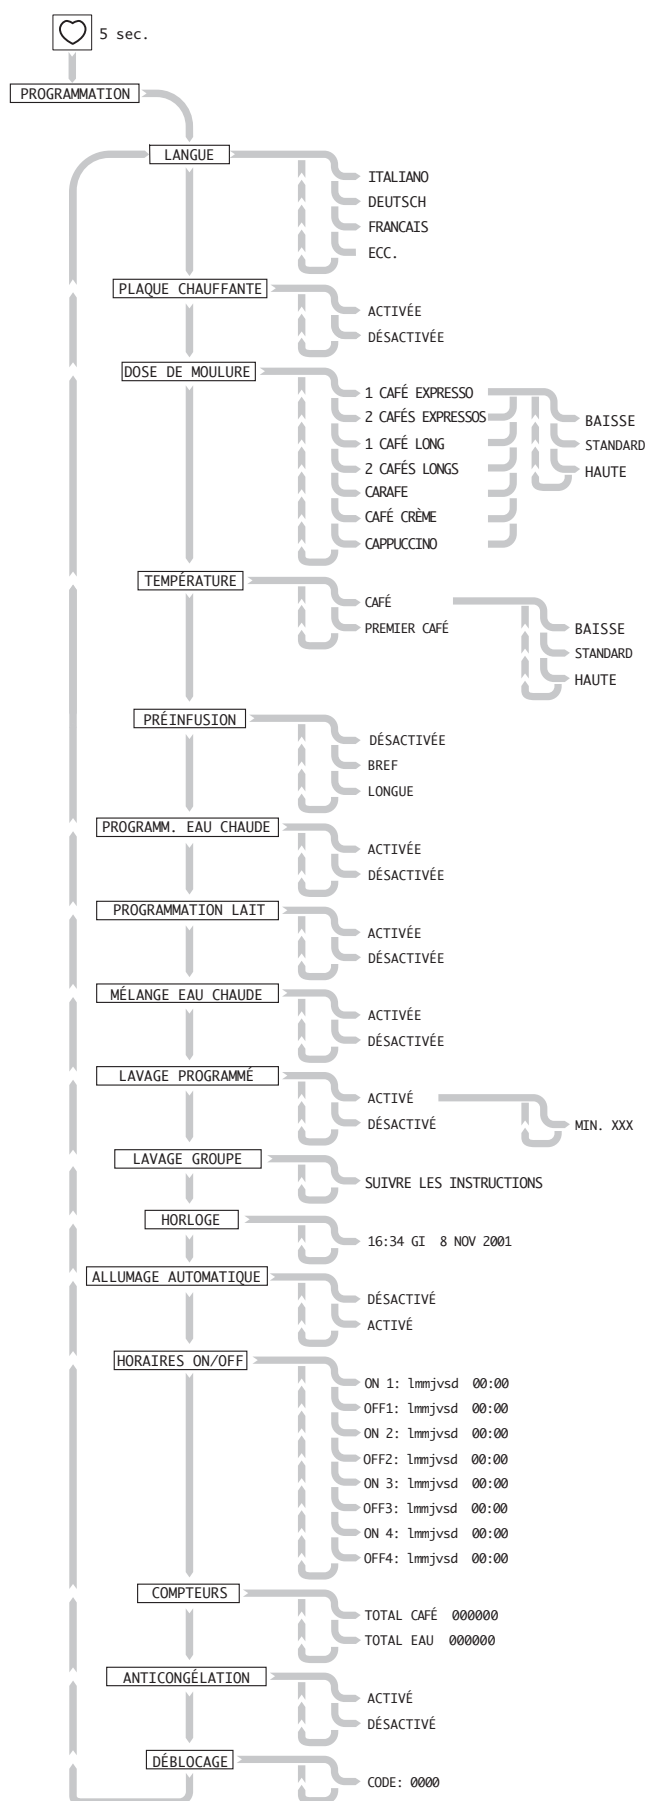 5 sec.
PROGRAMMATION
LANGUE
ITALIANO
DEUTSCH
FRANCAIS
ECC.
PLAQUE CHAUFFANTE
ACTIVÉE
DÉSACTIVÉE
DOSE DE MOULURE
1 CAFÉ EXPRESSO
2 CAFÉS EXPRESSOS
1 CAFÉ LONG
2 CAFÉS LONGS
CARAFE
CAFÉ CRÈME
CAPPUCCINO
BAISSE
STANDARD
HAUTE
TEMPÉRATURE
CAFÉ
PREMIER CAFÉ
BAISSE
STANDARD
HAUTE
PRÉINFUSION
DÉSACTIVÉE
BREF
LONGUE
PROGRAMM. EAU CHAUDE
ACTIVÉE
DÉSACTIVÉE
PROGRAMMATION LAIT
ACTIVÉE
DÉSACTIVÉE
MÉLANGE EAU CHAUDE
ACTIVÉE
DÉSACTIVÉE
LAVAGE PROGRAMMÉ
ACTIVÉ
DÉSACTIVÉ
MIN. XXX
LAVAGE GROUPE
SUIVRE LES INSTRUCTIONS
HORLOGE
16:34 GI 8 NOV 2001
ALLUMAGE AUTOMATIQUE
DÉSACTIVÉ
ACTIVÉ
HORAIRES ON/OFF
ON 1: lmmjvsd 00:00
OFF1: lmmjvsd 00:00
ON 2: lmmjvsd 00:00
OFF2: lmmjvsd 00:00
ON 3: lmmjvsd 00:00
OFF3: lmmjvsd 00:00
ON 4: lmmjvsd 00:00
OFF4: lmmjvsd 00:00
COMPTEURS
TOTAL CAFÉ 000000
TOTAL EAU 000000
ANTICONGÉLATION
ACTIVÉ
DÉSACTIVÉ
DÉBLOCAGE
CODE: 0000